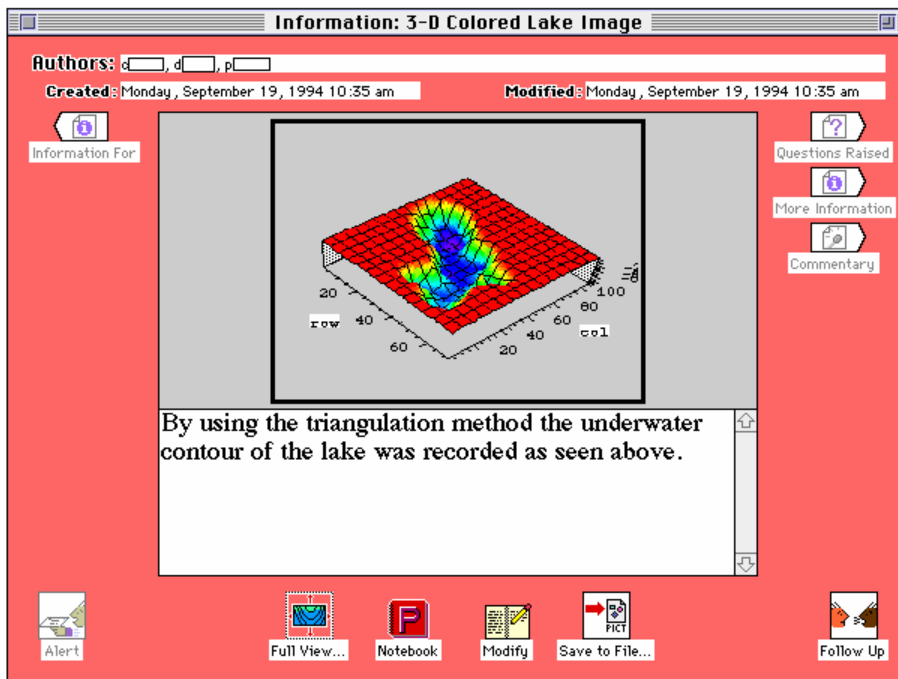 Information: 3-D Colored Lake Image
Authors: c , d , p
Created: Monday, September 19, 1994 10:35 am
Modified: Monday, September 19, 1994 10:35 am
Information For
Questions Raised
More Information
Commentary
20
40
60
row
20
40
60
80
100
col
By using the triangulation method the underwater
contour of the lake was recorded as seen above.
Alert
Full View...
Notebook
Modify
PICT
Save to File...
Follow Up